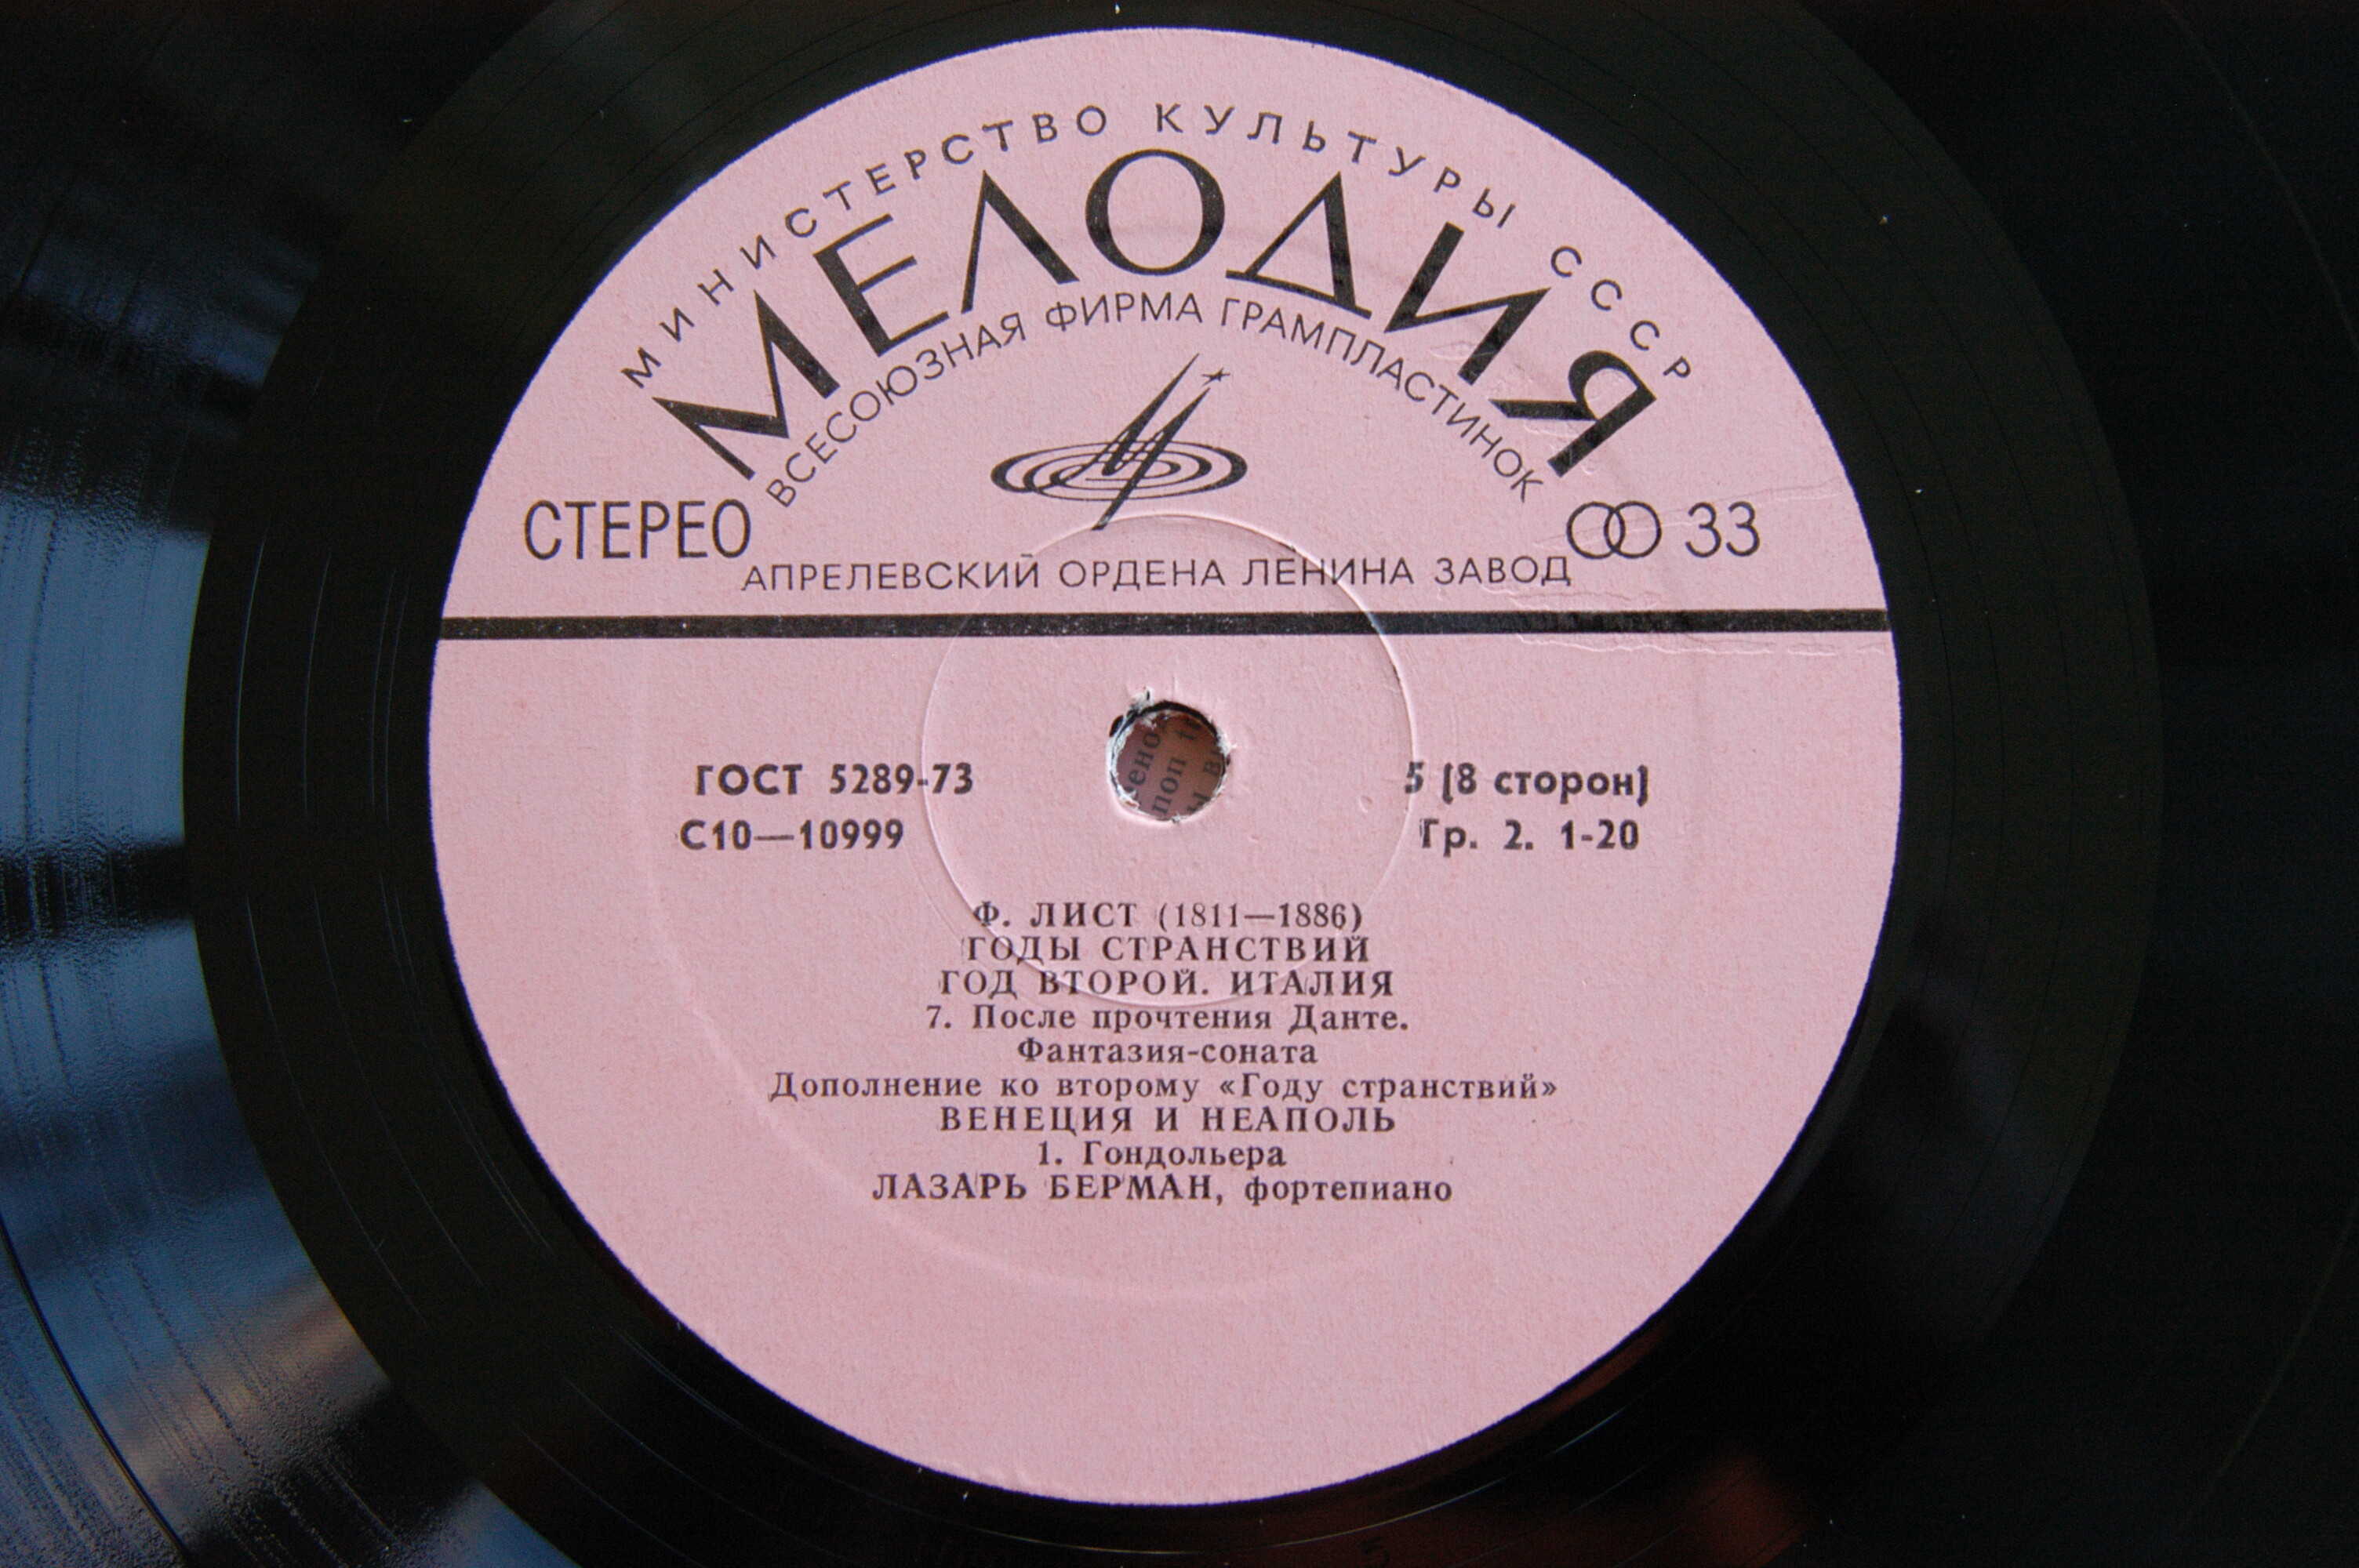 МИНИСТЕРСТВО КУЛЬТУРЫ СССР
МЕЛОДИЯ
ВСЕСОЮЗНАЯ ФИРМА ГРАМПЛАСТИНОК
СТЕРЕО
33
АПРЕЛЕВСКИЙ ОРДЕНА ЛЕНИНА ЗАВОД
ГОСТ 5289-73
5 (8 сторон)
С10—10999
Гр. 2. 1-20
Ф. ЛИСТ (1811—1886)
ГОДЫ СТРАНСТВИЙ
ГОД ВТОРОЙ. ИТАЛИЯ
7. После прочтения Данте.
Фантазия-соната
Дополнение ко второму «Году странствий»
ВЕНЕЦИЯ И НЕАПОЛЬ
1. Гондольера
ЛАЗАРЬ БЕРМАН, фортепиано